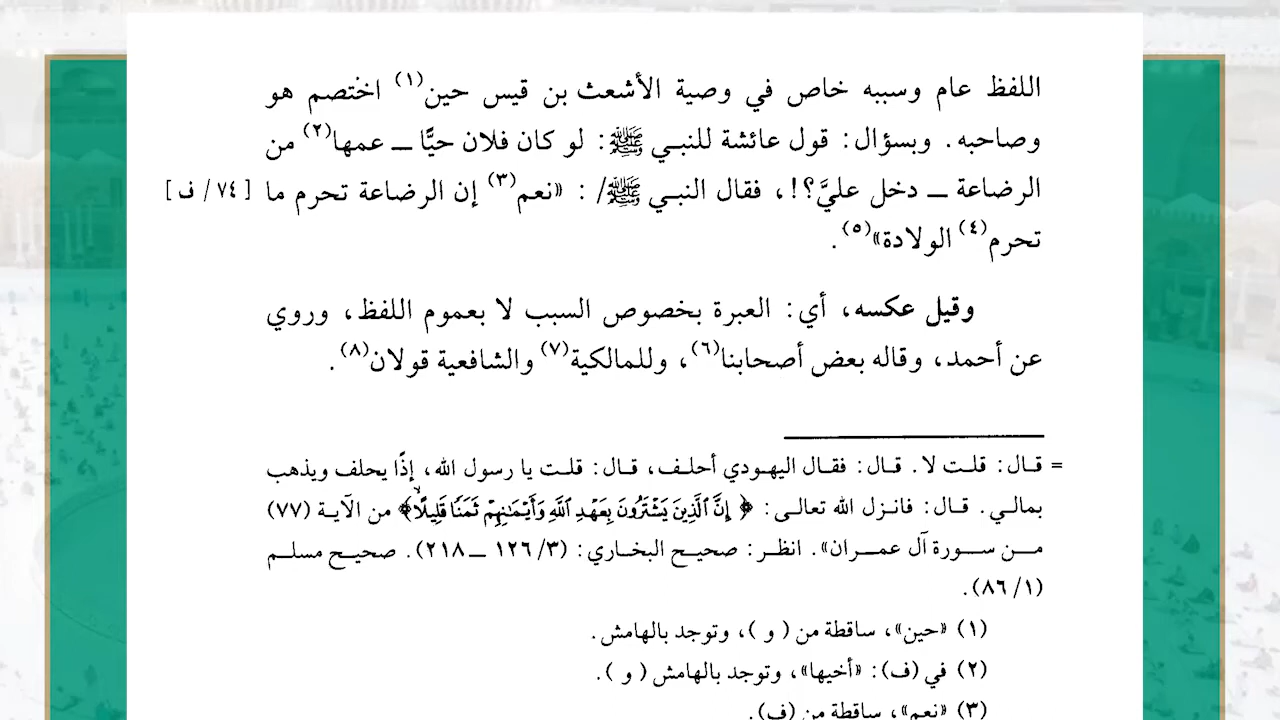 اللفظ عام وسببه خاص في وصية الأشعث بن قيس حين(١) اختصم هو
وصاحبه. وبسؤال: قول عائشة للنبي ﷺ: لو كان فلان حيًّا ــ عمها(٢) من
الرضاعة ــ دخل عليَّ؟!، فقال النبي ﷺ/ : «نعم(٣) إن الرضاعة تحرم ما [٧٤/ ف]
تحرم(٤) الولادة»(٥).
وقيل عكسه، أي: العبرة بخصوص السبب لا بعموم اللفظ، وروي
عن أحمد، وقاله بعض أصحابنا(٦)، وللمالكية(٧) والشافعية قولان(٨).
= قال: قلت لا. قال: فقال اليهودي أحلف، قال: قلت يا رسول الله، إذًا يحلف ويذهب
بمالي. قال: فانزل الله تعالى: ﴿إِنَّ ٱلَّذِينَ يَشْتَرُونَ بِعَهْدِ ٱللَّهِ وَأَيْمَـٰنِهِمْ ثَمَنًا قَلِيلًا﴾ من الآية (٧٧)
من سورة آل عمران». انظر: صحيح البخاري: (٣/ ١٢٦ ــ ٢١٨). صحيح مسلم
(١/ ٨٦).
(١) «حين»، ساقطة من ( و )، وتوجد بالهامش.
(٢) في (ف): «أخيها»، وتوجد بالهامش ( و ).
(٣) «نعم»، ساقطة من (ف).